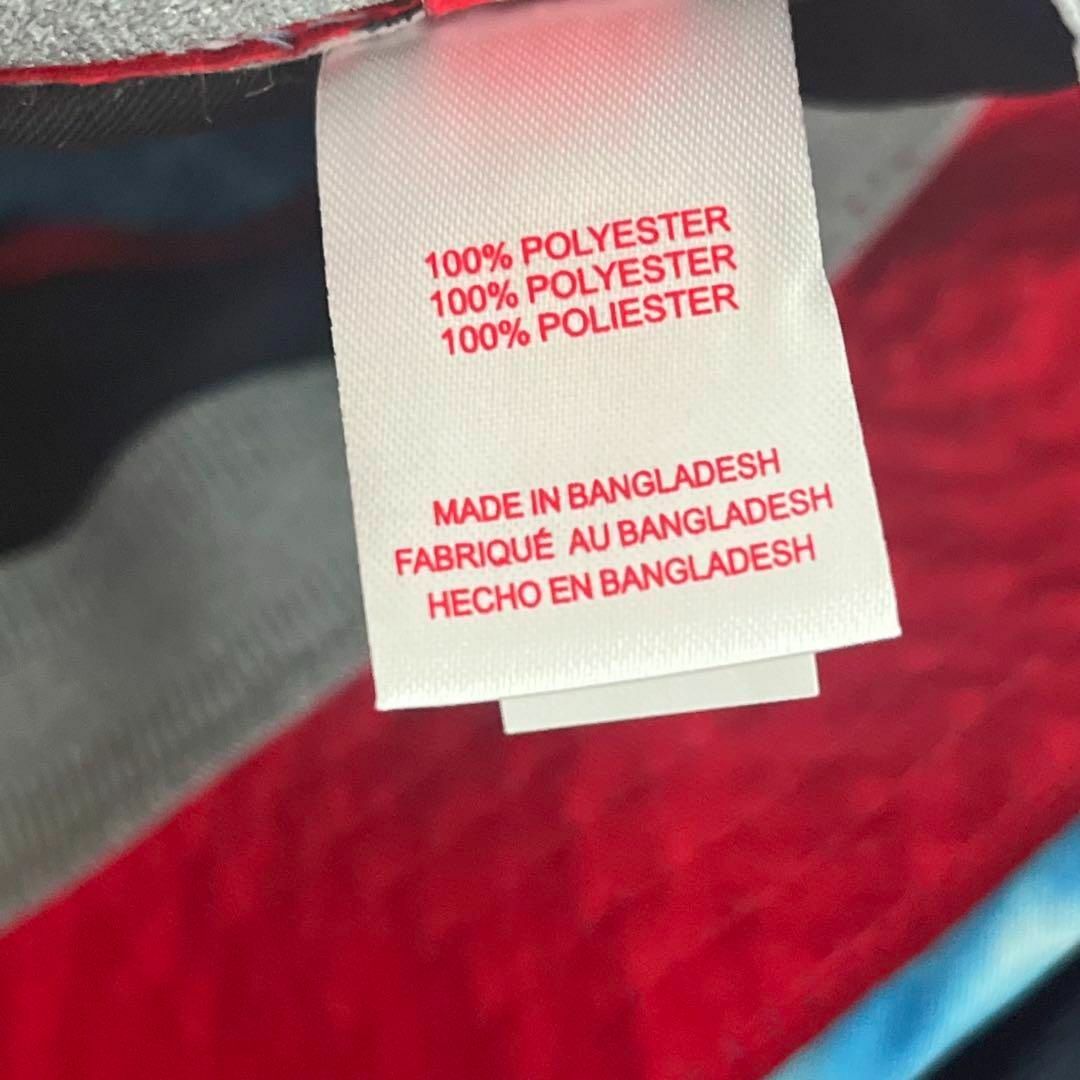 100% POLYESTER
100% POLYESTER
100% POLIESTER
MADE IN BANGLADESH
FABRIQUÉ AU BANGLADESH
HECHO EN BANGLADESH